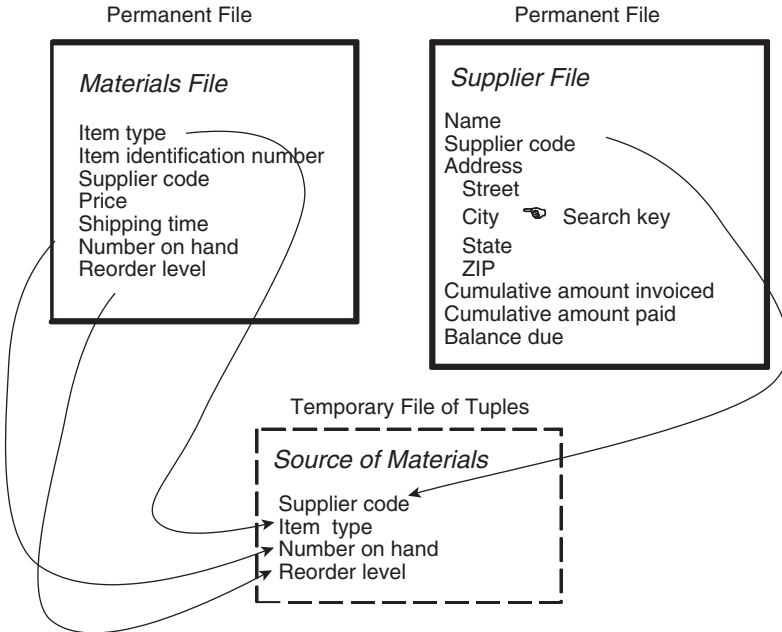 Permanent File
Materials File
Item type
Item identification number
Supplier code
Price
Shipping time
Number on hand
Reorder level
Permanent File
Supplier File
Name
Supplier code
Address
Street
City ☜ Search key
State
ZIP
Cumulative amount invoiced
Cumulative amount paid
Balance due
Temporary File of Tuples
Source of Materials
Supplier code
Item type
Number on hand
Reorder level